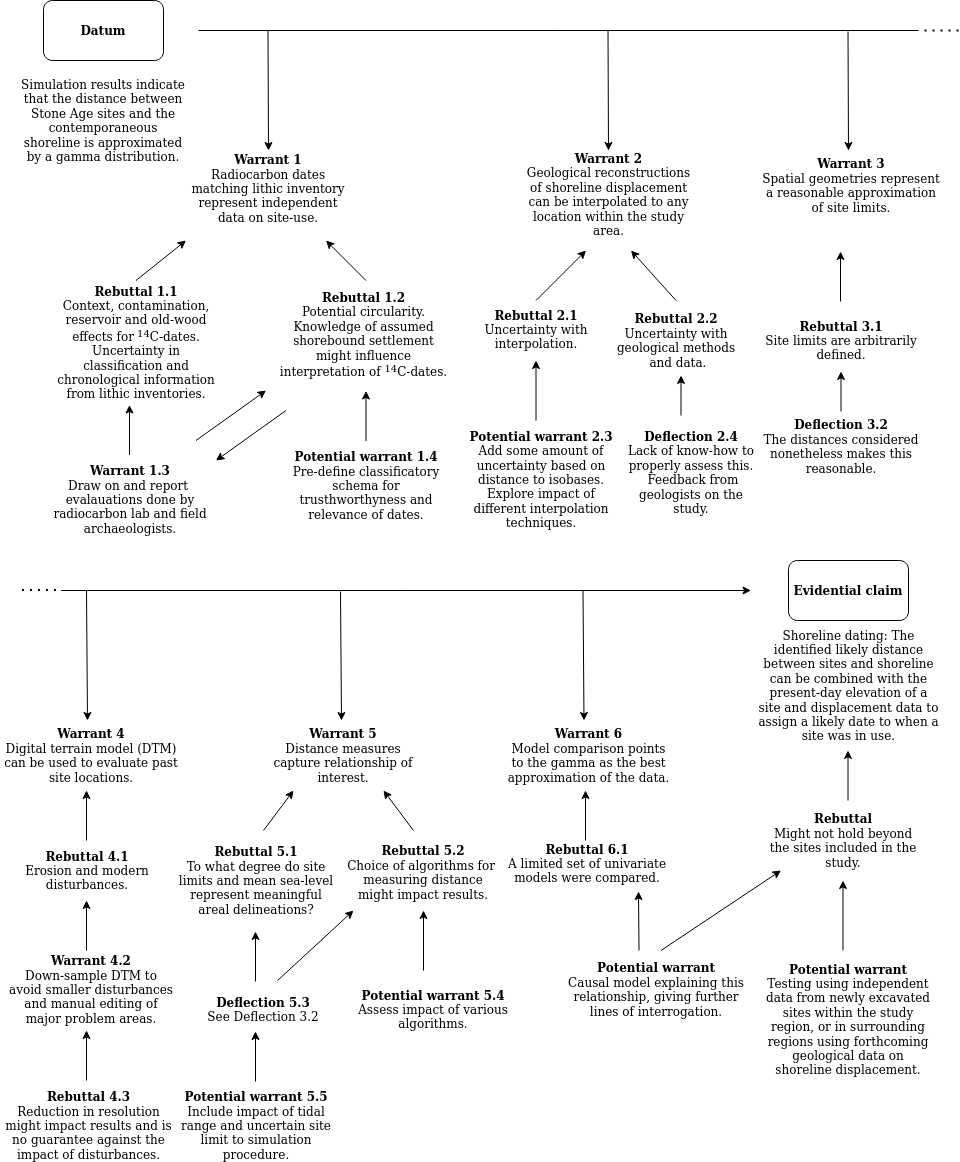 Datum
Simulation results indicate
that the distance between
Stone Age sites and the
contemporaneous
shoreline is approximated
by a gamma distribution.
Warrant 1
Radiocarbon dates
matching lithic inventory
represent independent
data on site-use.
Warrant 2
Geological reconstructions
of shoreline displacement
can be interpolated to any
location within the study
area.
Warrant 3
Spatial geometries represent
a reasonable approximation
of site limits.
Rebuttal 1.1
Context, contamination,
reservoir and old-wood
effects for ¹⁴C-dates.
Uncertainty in
classification and
chronological information
from lithic inventories.
Rebuttal 1.2
Potential circularity.
Knowledge of assumed
shorebound settlement
might influence
interpretation of ¹⁴C-dates.
Rebuttal 2.1
Uncertainty with
interpolation.
Rebuttal 2.2
Uncertainty with
geological methods
and data.
Rebuttal 3.1
Site limits are arbitrarily
defined.
Warrant 1.3
Draw on and report
evalauations done by
radiocarbon lab and field
archaeologists.
Potential warrant 1.4
Pre-define classificatory
schema for
trusthworthyness and
relevance of dates.
Potential warrant 2.3
Add some amount of
uncertainty based on
distance to isobases.
Explore impact of
different interpolation
techniques.
Deflection 2.4
Lack of know-how to
properly assess this.
Feedback from
geologists on the
study.
Deflection 3.2
The distances considered
nonetheless makes this
reasonable.
Evidential claim
Shoreline dating: The
identified likely distance
between sites and shoreline
can be combined with the
present-day elevation of a
site and displacement data to
assign a likely date to when a
site was in use.
Warrant 4
Digital terrain model (DTM)
can be used to evaluate past
site locations.
Warrant 5
Distance measures
capture relationship of
interest.
Warrant 6
Model comparison points
to the gamma as the best
approximation of the data.
Rebuttal
Might not hold beyond
the sites included in the
study.
Rebuttal 4.1
Erosion and modern
disturbances.
Rebuttal 5.1
To what degree do site
limits and mean sea-level
represent meaningful
areal delineations?
Rebuttal 5.2
Choice of algorithms for
measuring distance
might impact results.
Rebuttal 6.1
A limited set of univariate
models were compared.
Warrant 4.2
Down-sample DTM to
avoid smaller disturbances
and manual editing of
major problem areas.
Deflection 5.3
See Deflection 3.2
Potential warrant 5.4
Assess impact of various
algorithms.
Potential warrant
Causal model explaining this
relationship, giving further
lines of interrogation.
Potential warrant
Testing using independent
data from newly excavated
sites within the study
region, or in surrounding
regions using forthcoming
geological data on
shoreline displacement.
Rebuttal 4.3
Reduction in resolution
might impact results and is
no guarantee against the
impact of disturbances.
Potential warrant 5.5
Include impact of tidal
range and uncertain site
limit to simulation
procedure.